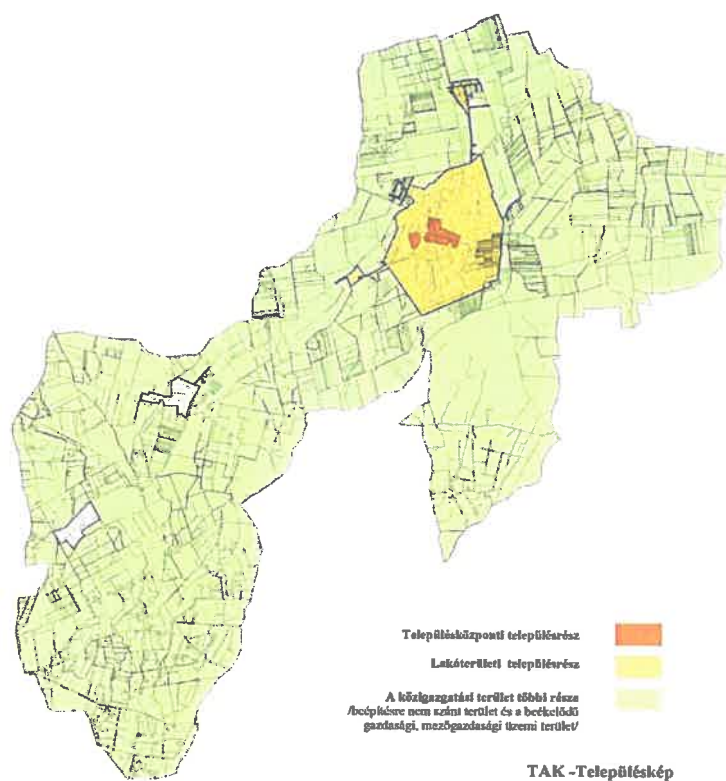 Településközponti településrész
Lakóterületi településrész
A közigazgatási terület többi része
/beépítésre nem szánt terület és a beékelődő
gazdasági, mezőgazdasági üzemi terület/
TAK -Településkép